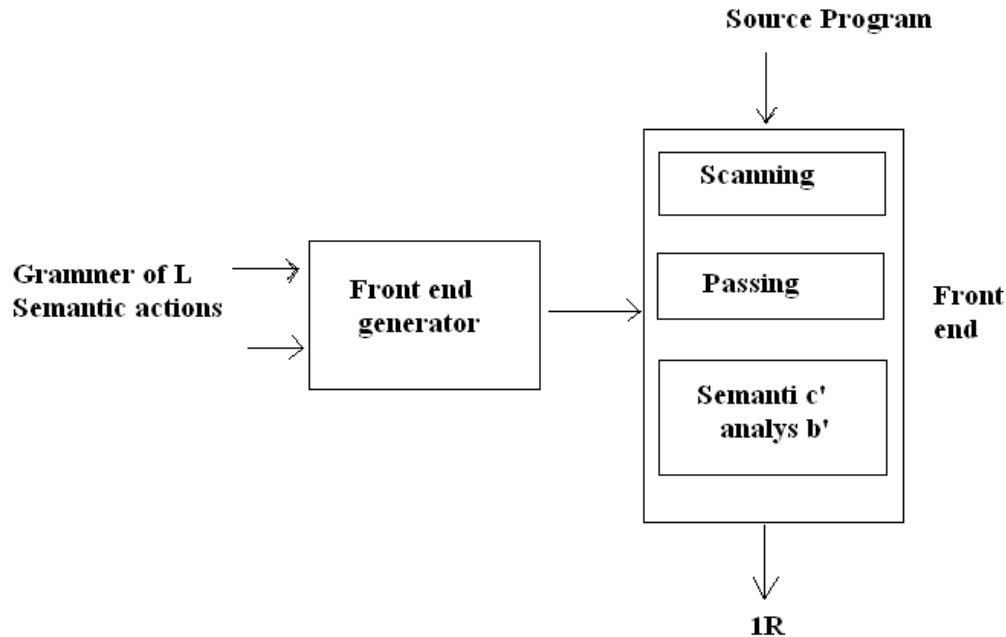 Source Program
Scanning
Grammer of L
Semantic actions
Front end
generator
Passing
Front
end
Semanti c'
analys b'
1R